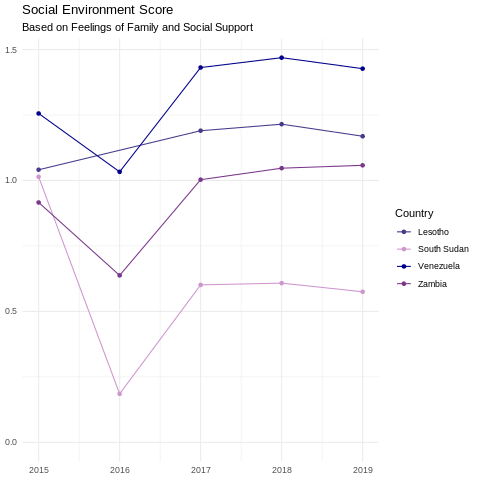 Social Environment Score
Based on Feelings of Family and Social Support
1.5
1.0
0.5
0.0
2015 2016 2017 2018 2019
Country
Lesotho
South Sudan
Venezuela
Zambia